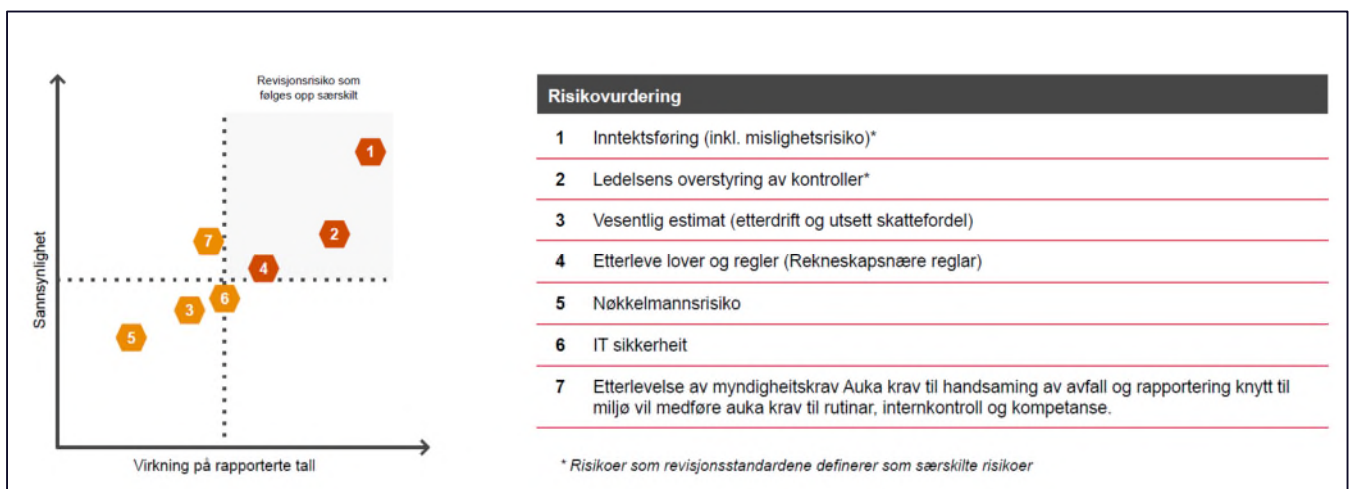 Revisjonsrisiko som
følges opp særskilt
Sannsynlighet
1
2
7
4
6
3
5
Virkning på rapporterte tall
Risikovurdering
1 Inntektsføring (inkl. mislighetsrisiko)*
2 Ledelsens overstyring av kontroller*
3 Vesentlig estimat (etterdrift og utsett skattefordel)
4 Etterleve lover og regler (Rekneskapsnære reglar)
5 Nøkkelmannsrisiko
6 IT sikkerheit
7 Etterlevelse av myndigheitskrav Auka krav til handsaming av avfall og rapportering knytt til
miljø vil medføre auka krav til rutinar, internkontroll og kompetanse.
* Risikoer som revisjonsstandardene definerer som særskilte risikoer